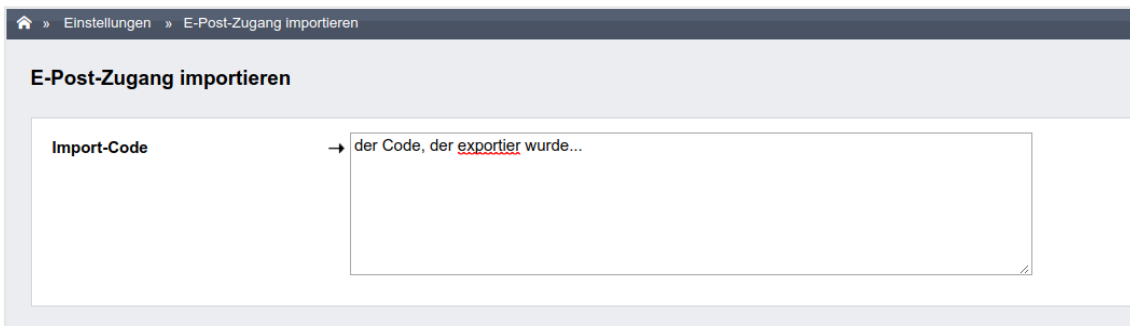 » Einstellungen » E-Post-Zugang importieren
E-Post-Zugang importieren
Import-Code → der Code, der exportier wurde...